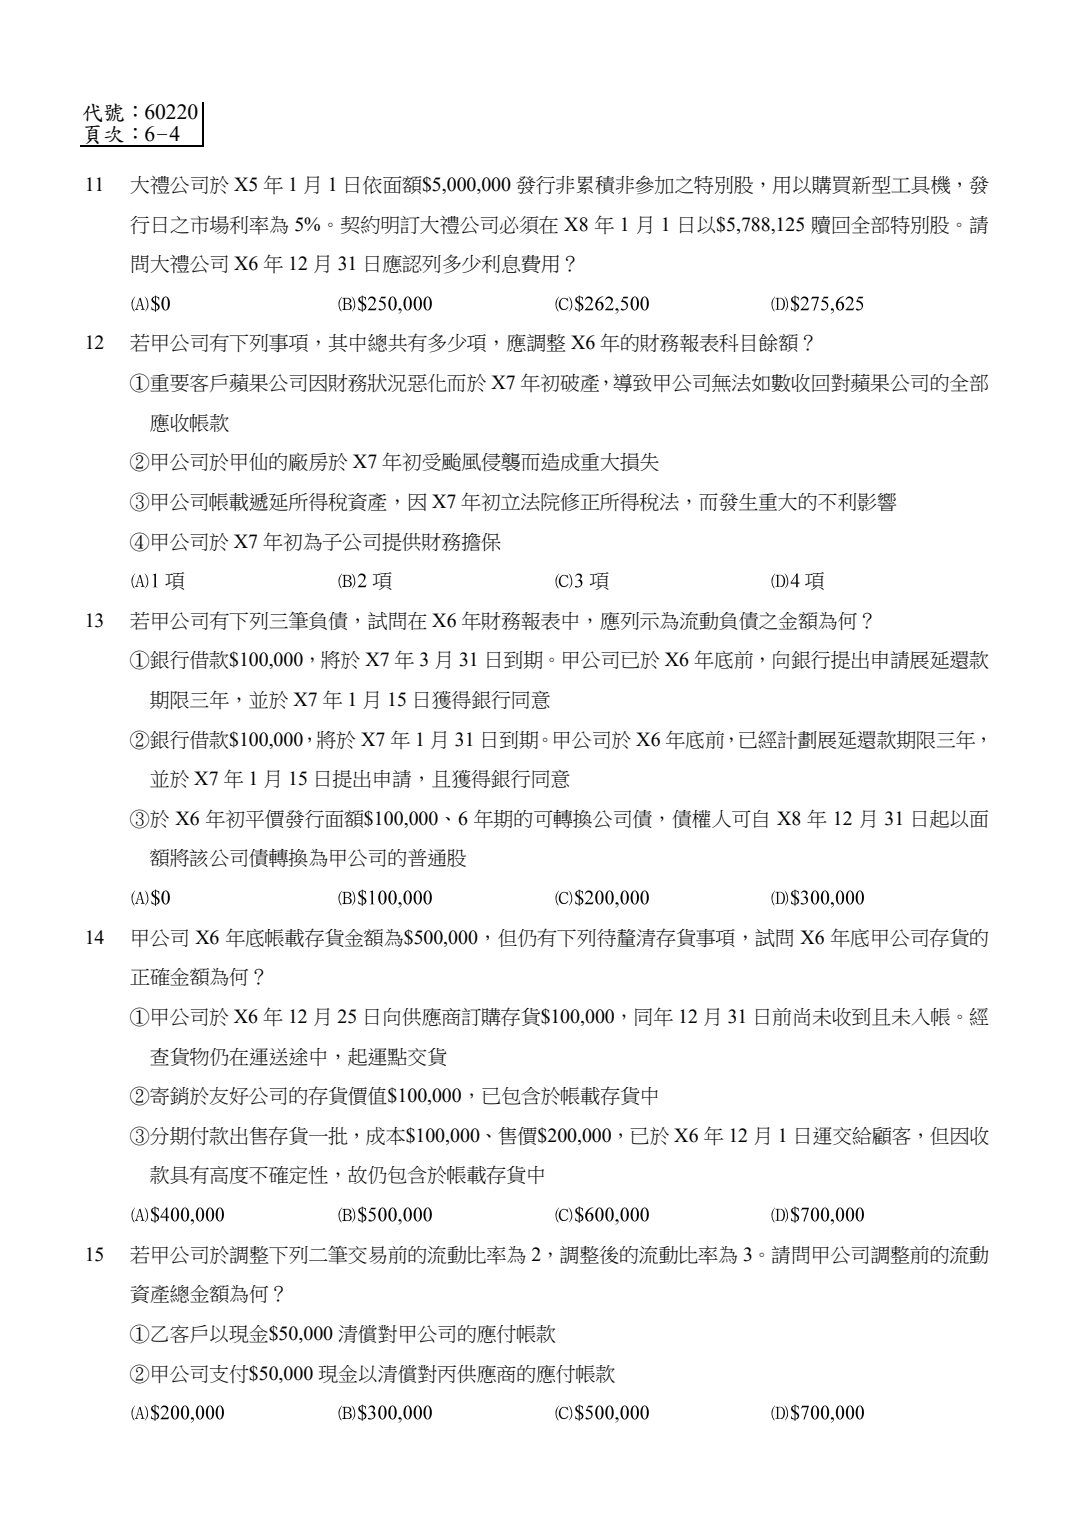 代號：60220
頁次：6-4
11 大禮公司於 X5 年 1 月 1 日依面額$5,000,000 發行非累積非參加之特別股，用以購買新型工具機，發
行日之市場利率為 5%。契約明訂大禮公司必須在 X8 年 1 月 1 日以$5,788,125 贖回全部特別股。請
問大禮公司 X6 年 12 月 31 日應認列多少利息費用？
(A)$0 (B)$250,000 (C)$262,500 (D)$275,625
12 若甲公司有下列事項，其中總共有多少項，應調整 X6 年的財務報表科目餘額？
①重要客戶蘋果公司因財務狀況惡化而於 X7 年初破產，導致甲公司無法如數收回對蘋果公司的全部
應收帳款
②甲公司於甲仙的廠房於 X7 年初受颱風侵襲而造成重大損失
③甲公司帳載遞延所得稅資產，因 X7 年初立法院修正所得稅法，而發生重大的不利影響
④甲公司於 X7 年初為子公司提供財務擔保
(A)1 項 (B)2 項 (C)3 項 (D)4 項
13 若甲公司有下列三筆負債，試問在 X6 年財務報表中，應列示為流動負債之金額為何？
①銀行借款$100,000，將於 X7 年 3 月 31 日到期。甲公司已於 X6 年底前，向銀行提出申請展延還款
期限三年，並於 X7 年 1 月 15 日獲得銀行同意
②銀行借款$100,000，將於 X7 年 1 月 31 日到期。甲公司於 X6 年底前，已經計劃展延還款期限三年，
並於 X7 年 1 月 15 日提出申請，且獲得銀行同意
③於 X6 年初平價發行面額$100,000、6 年期的可轉換公司債，債權人可自 X8 年 12 月 31 日起以面
額將該公司債轉換為甲公司的普通股
(A)$0 (B)$100,000 (C)$200,000 (D)$300,000
14 甲公司 X6 年底帳載存貨金額為$500,000，但仍有下列待釐清存貨事項，試問 X6 年底甲公司存貨的
正確金額為何？
①甲公司於 X6 年 12 月 25 日向供應商訂購存貨$100,000，同年 12 月 31 日前尚未收到且未入帳。經
查貨物仍在運送途中，起運點交貨
②寄銷於友好公司的存貨價值$100,000，已包含於帳載存貨中
③分期付款出售存貨一批，成本$100,000、售價$200,000，已於 X6 年 12 月 1 日運交給顧客，但因收
款具有高度不確定性，故仍包含於帳載存貨中
(A)$400,000 (B)$500,000 (C)$600,000 (D)$700,000
15 若甲公司於調整下列二筆交易前的流動比率為 2，調整後的流動比率為 3。請問甲公司調整前的流動
資產總金額為何？
①乙客戶以現金$50,000 清償對甲公司的應付帳款
②甲公司支付$50,000 現金以清償對丙供應商的應付帳款
(A)$200,000 (B)$300,000 (C)$500,000 (D)$700,000